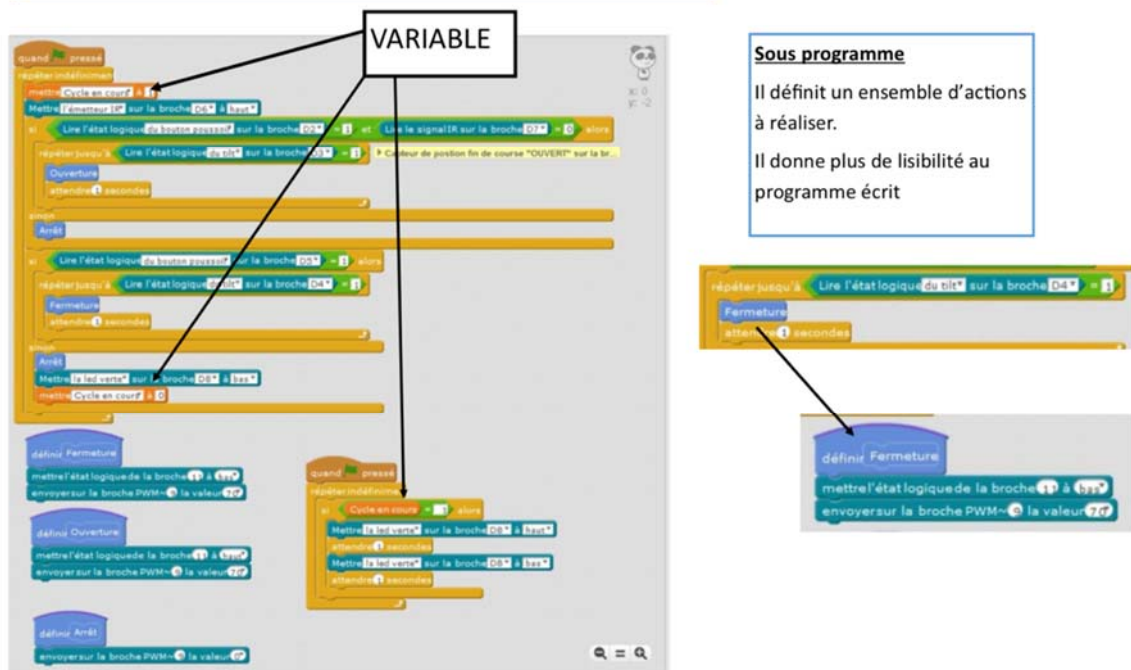 VARIABLE
quand pressé
répéter indéfiniment
mettre Cycle en cours à 1
Mettre l'émetteur IR sur la broche D6 à haut
si Lire l'état logique du bouton poussoir sur la broche D2 = 1 et Lire le signal IR sur la broche D7 = 0 alors
répéter jusqu'à Lire l'état logique du tilt sur la broche D3 = 1
Capteur de postion fin de course "OUVERT" sur la br...
Ouverture
attendre 1 secondes
sinon
Arrêt
si Lire l'état logique du bouton poussoir sur la broche D5 = 1 alors
répéter jusqu'à Lire l'état logique du tilt sur la broche D4 = 1
Fermeture
attendre 1 secondes
sinon
Arrêt
Mettre la led verte sur la broche D8 à bas
mettre Cycle en cours à 0
définir Fermeture
mettre l'état logique de la broche 11 à bas
envoyer sur la broche PWM~ 9 la valeur 70
définir Ouverture
mettre l'état logique de la broche 11 à haut
envoyer sur la broche PWM~ 9 la valeur 70
définir Arrêt
envoyer sur la broche PWM~ 9 la valeur 0
quand pressé
répéter indéfiniment
si Cycle en cours = 1 alors
Mettre la led verte sur la broche D8 à haut
attendre 1 secondes
Mettre la led verte sur la broche D8 à bas
attendre 1 secondes
x: 0
y: -2
Sous programme
Il définit un ensemble d'actions
à réaliser.
Il donne plus de lisibilité au
programme écrit
répéter jusqu'à Lire l'état logique du tilt sur la broche D4 = 1
Fermeture
attendre 1 secondes
définir Fermeture
mettre l'état logique de la broche 11 à bas
envoyer sur la broche PWM~ 9 la valeur 70